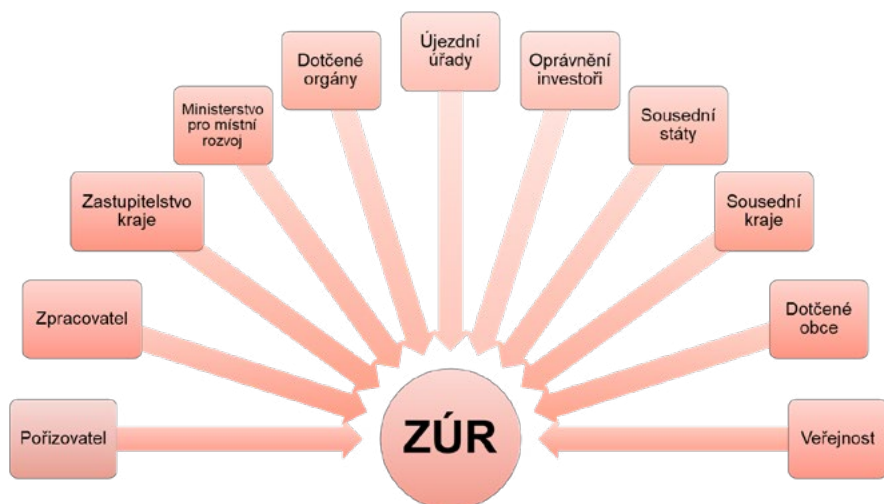 Pořizovatel
Zpracovatel
Zastupitelstvo
kraje
Ministerstvo
pro místní
rozvoj
Dotčené
orgány
Újezdní
úřady
Oprávnění
investoři
Sousední
státy
Sousední
kraje
Dotčené
obce
Veřejnost
ZÚR